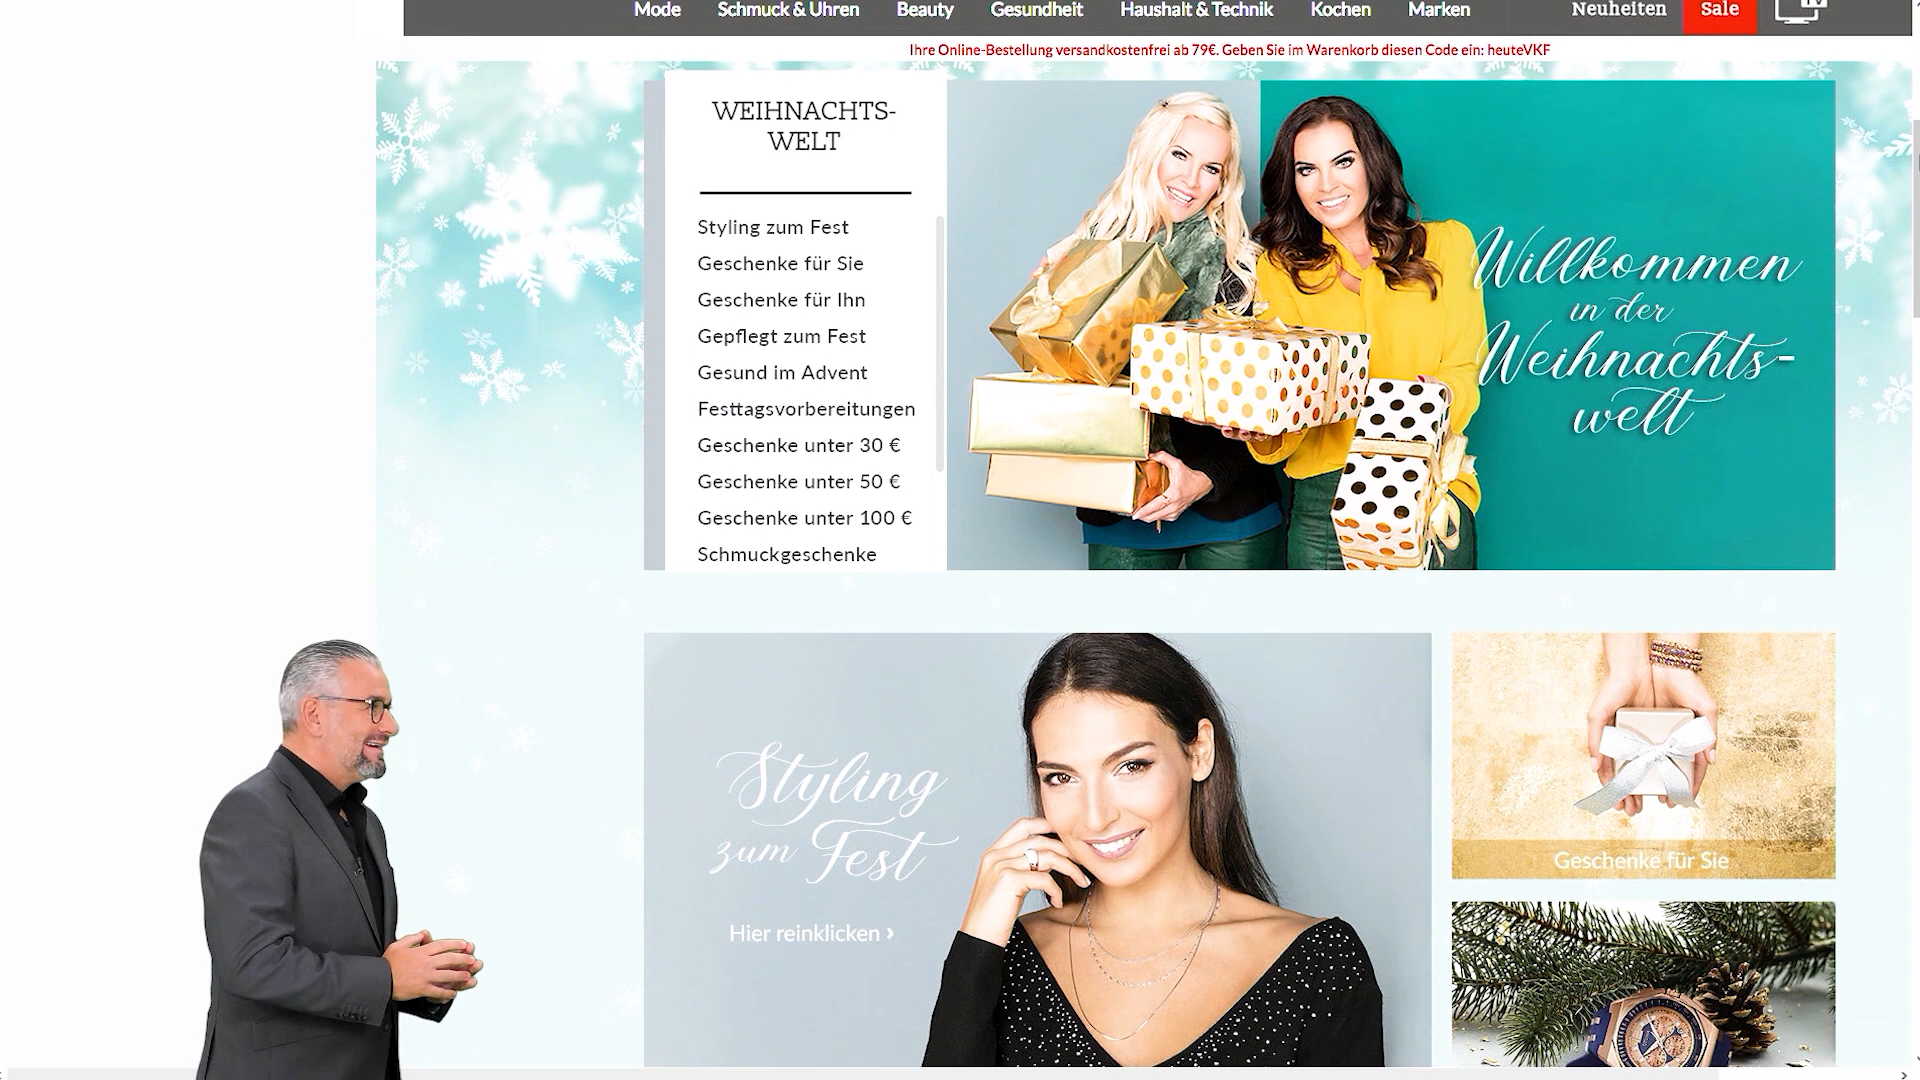 Mode Schmuck & Uhren Beauty Gesundheit Haushalt & Technik Kochen Marken Neuheiten Sale TV
Ihre Online-Bestellung versandkostenfrei ab 79€. Geben Sie im Warenkorb diesen Code ein: heuteVKF
WEIHNACHTS-
WELT
Styling zum Fest
Geschenke für Sie
Geschenke für Ihn
Gepflegt zum Fest
Gesund im Advent
Festtagsvorbereitungen
Geschenke unter 30 €
Geschenke unter 50 €
Geschenke unter 100 €
Schmuckgeschenke
Willkommen
in der
Weihnachts-
welt
Styling
zum Fest
Hier reinklicken ›
Geschenke für Sie